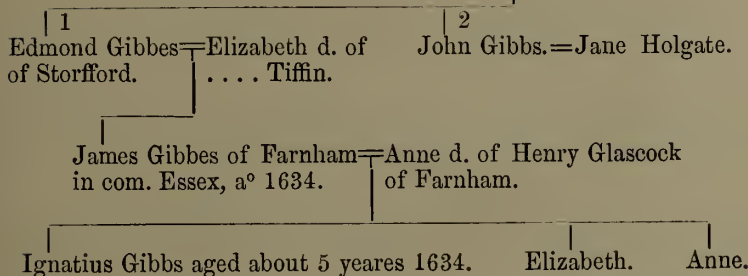 1 2
Edmond Gibbes=Elizabeth d. of John Gibbs.=Jane Holgate.
of Storfford. . . . . Tiffin.
James Gibbes of Farnham=Anne d. of Henry Glascock
in com. Essex, aº 1634. of Farnham.
Ignatius Gibbs aged about 5 yeares 1634. Elizabeth. Anne.